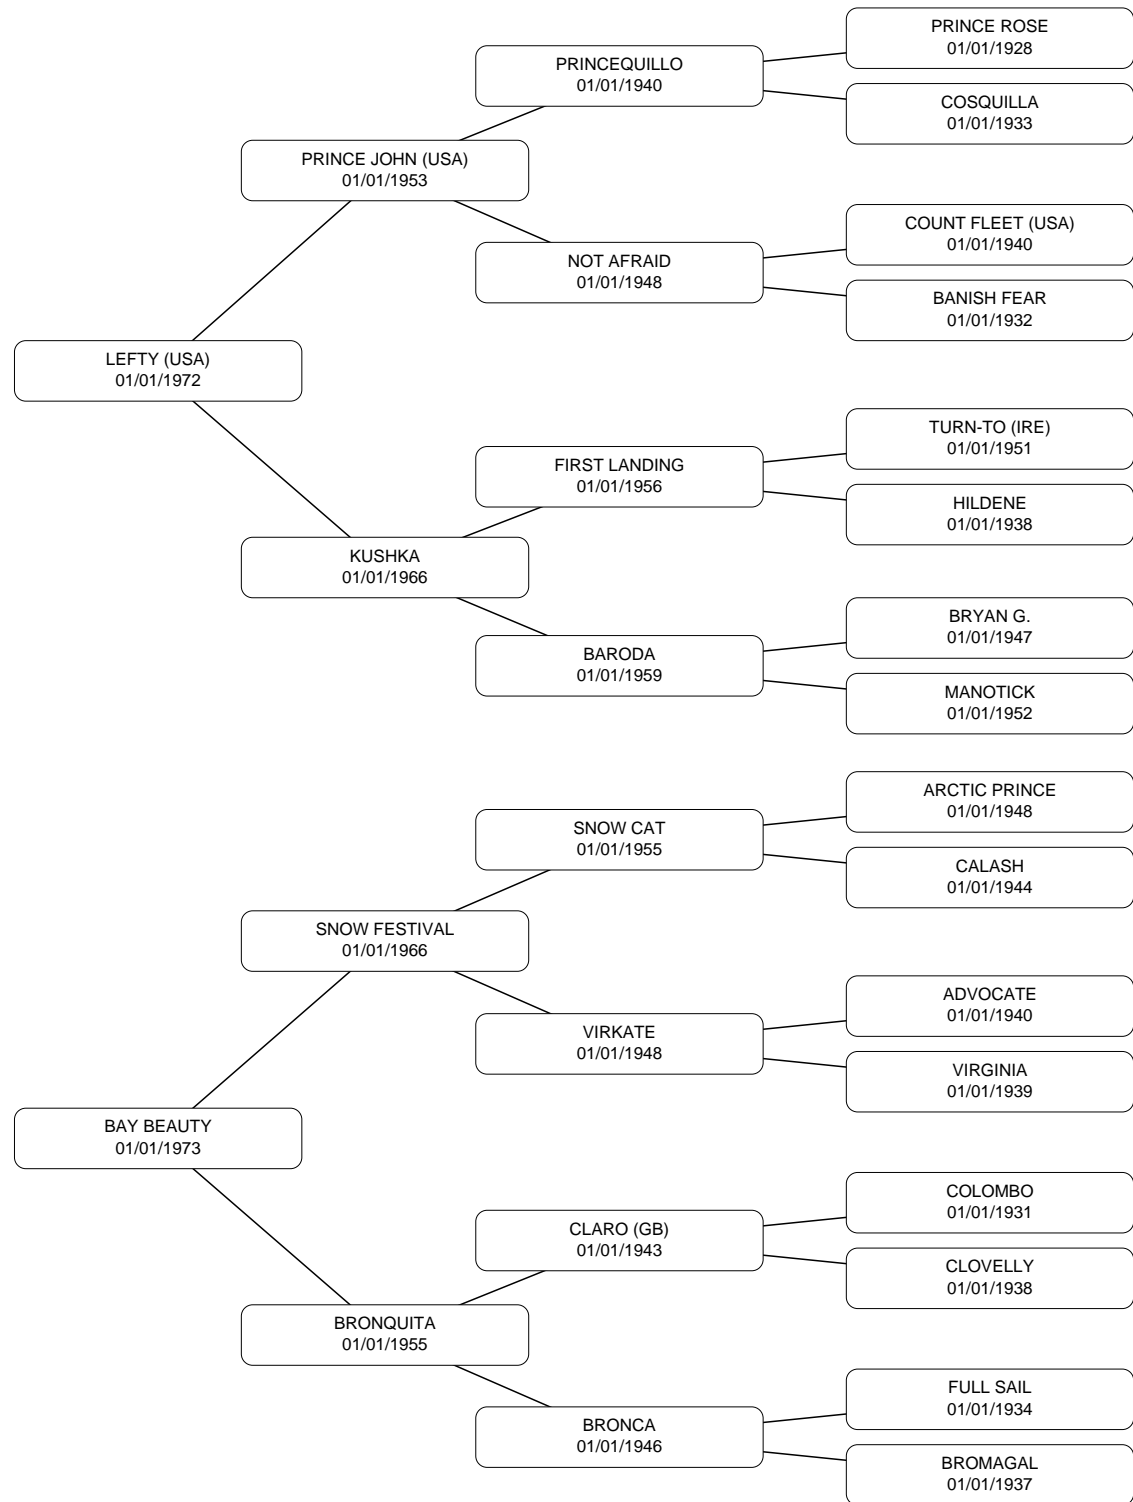 PRINCE ROSE
01/01/1928
PRINCEQUILLO
01/01/1940
COSQUILLA
01/01/1933
PRINCE JOHN (USA)
01/01/1953
COUNT FLEET (USA)
01/01/1940
NOT AFRAID
01/01/1948
BANISH FEAR
01/01/1932
LEFTY (USA)
01/01/1972
TURN-TO (IRE)
01/01/1951
FIRST LANDING
01/01/1956
HILDENE
01/01/1938
KUSHKA
01/01/1966
BRYAN G.
01/01/1947
BARODA
01/01/1959
MANOTICK
01/01/1952
ARCTIC PRINCE
01/01/1948
SNOW CAT
01/01/1955
CALASH
01/01/1944
SNOW FESTIVAL
01/01/1966
ADVOCATE
01/01/1940
VIRKATE
01/01/1948
VIRGINIA
01/01/1939
BAY BEAUTY
01/01/1973
COLOMBO
01/01/1931
CLARO (GB)
01/01/1943
CLOVELLY
01/01/1938
BRONQUITA
01/01/1955
FULL SAIL
01/01/1934
BRONCA
01/01/1946
BROMAGAL
01/01/1937